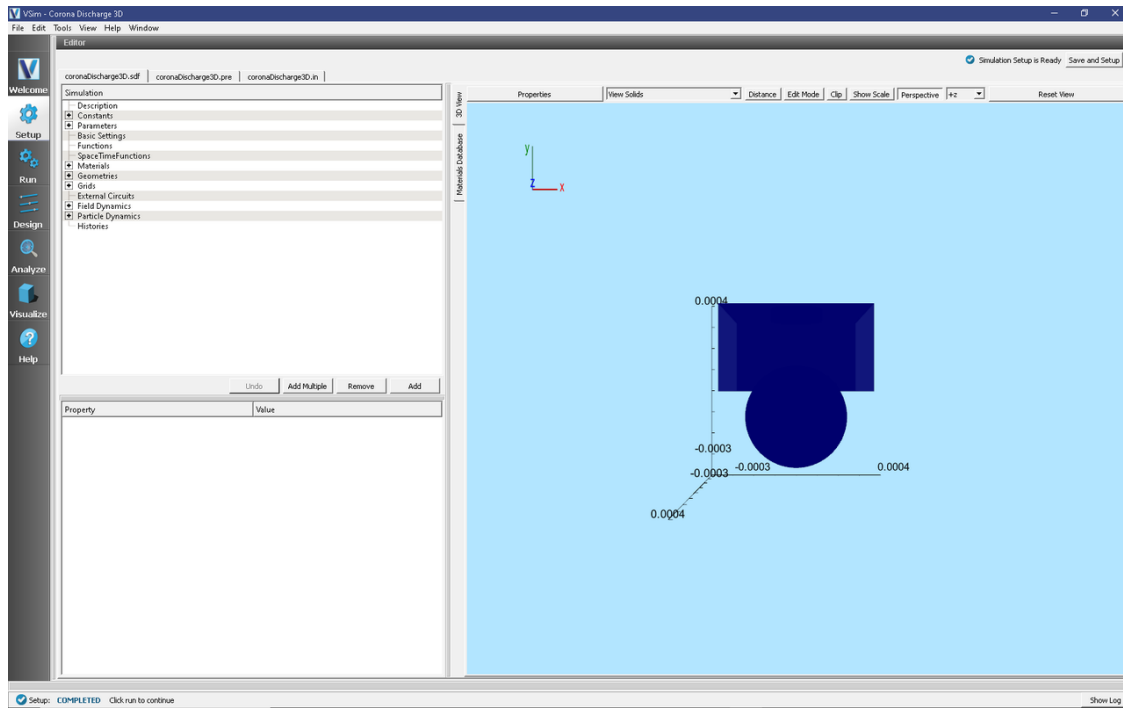 VSim - Corona Discharge 3D
File Edit Tools View Help Window
Editor
Simulation Setup is Ready Save and Setup
coronaDischarge3D.sdf coronaDischarge3D.pre coronaDischarge3D.in
Welcome
Setup
Run
Design
Analyze
Visualize
Help
Simulation
Description
Constants
Parameters
Basic Settings
Functions
SpaceTimeFunctions
Materials
Geometries
Grids
External Circuits
Field Dynamics
Particle Dynamics
Histories
Undo Add Multiple Remove Add
Property Value
3D View
Materials Database
Properties View Solids Distance Edit Mode Clip Show Scale Perspective +z Reset View
y
z x
0.0004
-0.0003
-0.0003 -0.0003 0.0004
0.0004
Setup: COMPLETED Click run to continue Show Log